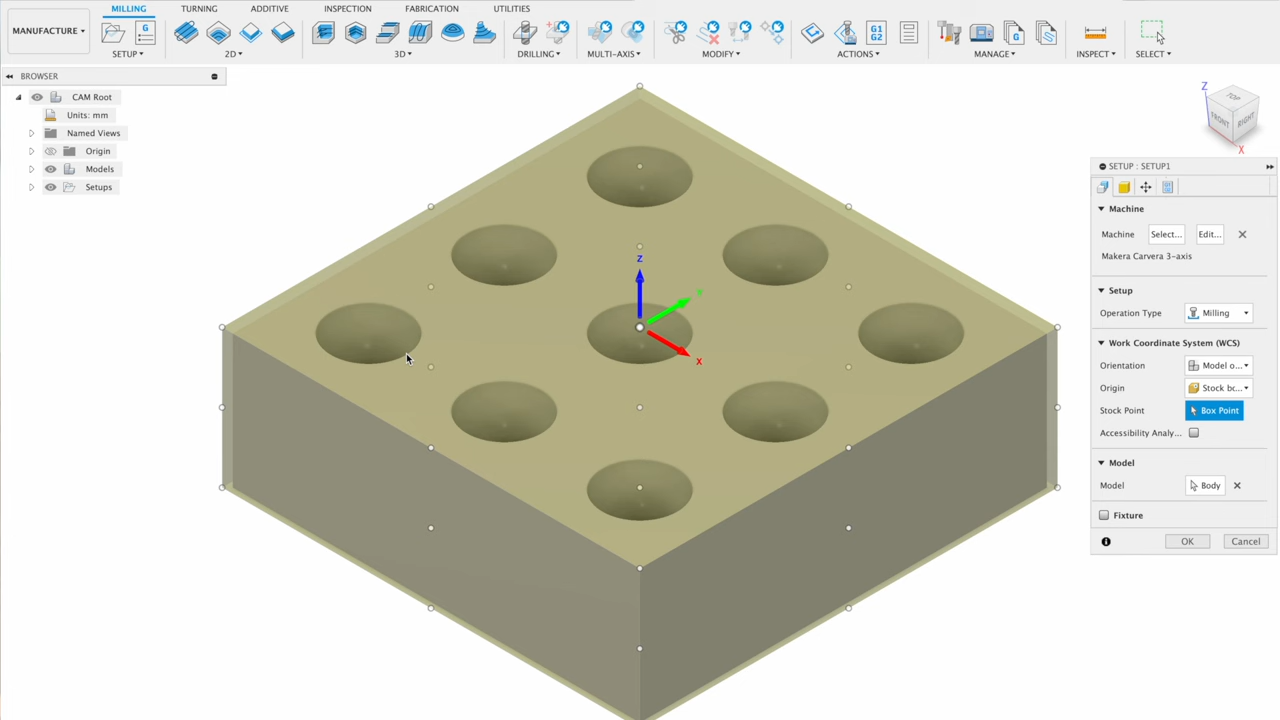 MILLING TURNING ADDITIVE INSPECTION FABRICATION UTILITIES
MANUFACTURE
G G1 G2 G
SETUP 2D 3D DRILLING MULTI-AXIS MODIFY ACTIONS MANAGE INSPECT SELECT
BROWSER
CAM Root
Units: mm
Named Views
Origin
Models
Setups
Z
TOP
FRONT RIGHT
X
Z
Y
X
SETUP : SETUP1
Machine
Machine Select... Edit...
Makera Carvera 3-axis
Setup
Operation Type Milling
Work Coordinate System (WCS)
Orientation Model o...
Origin Stock bc...
Stock Point Box Point
Accessibility Analy...
Model
Model Body
Fixture
OK Cancel